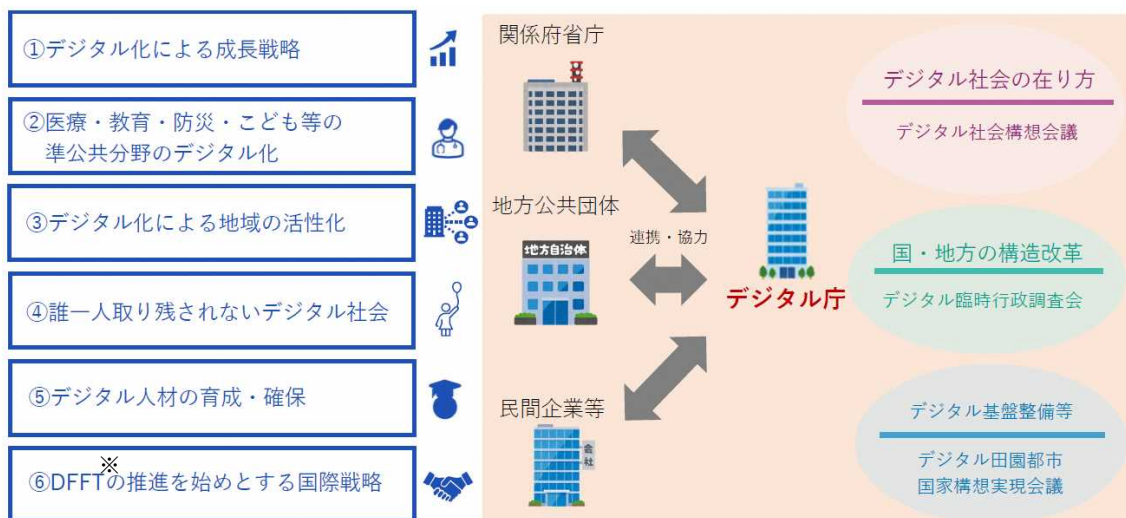 ①デジタル化による成長戦略
②医療・教育・防災・こども等の
準公共分野のデジタル化
③デジタル化による地域の活性化
④誰一人取り残されないデジタル社会
⑤デジタル人材の育成・確保
※
⑥DFFTの推進を始めとする国際戦略
関係府省庁
地方公共団体
地方自治体
連携・協力
民間企業等
会社
デジタル庁
デジタル社会の在り方
デジタル社会構想会議
国・地方の構造改革
デジタル臨時行政調査会
デジタル基盤整備等
デジタル田園都市
国家構想実現会議